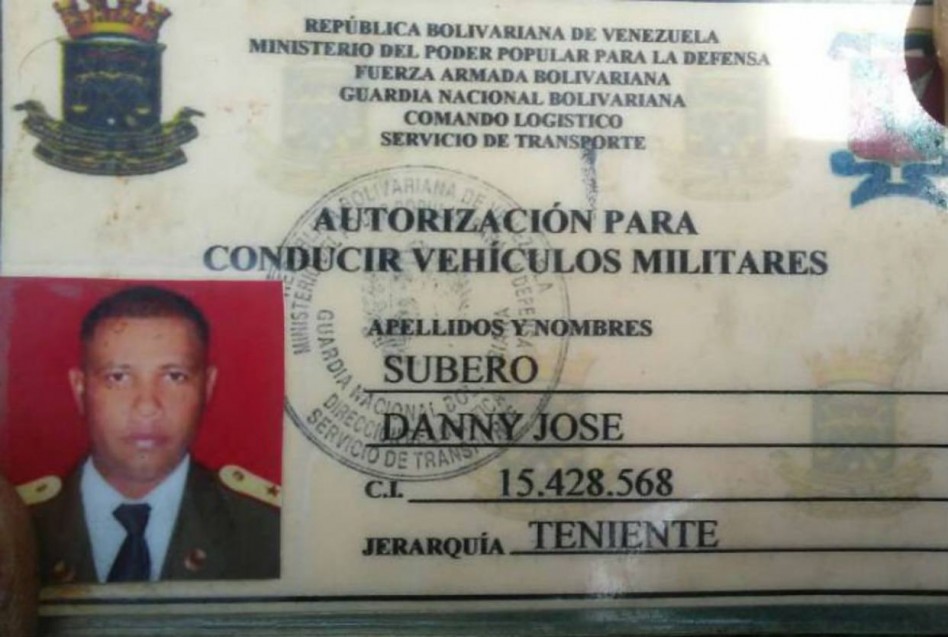 REPÚBLICA BOLIVARIANA DE VENEZUELA
MINISTERIO DEL PODER POPULAR PARA LA DEFENSA
FUERZA ARMADA BOLIVARIANA
GUARDIA NACIONAL BOLIVARIANA
COMANDO LOGISTICO
SERVICIO DE TRANSPORTE
AUTORIZACIÓN PARA
CONDUCIR VEHÍCULOS MILITARES
APELLIDOS Y NOMBRES
SUBERO
DANNY JOSE
C.I. 15.428.568
JERARQUÍA TENIENTE